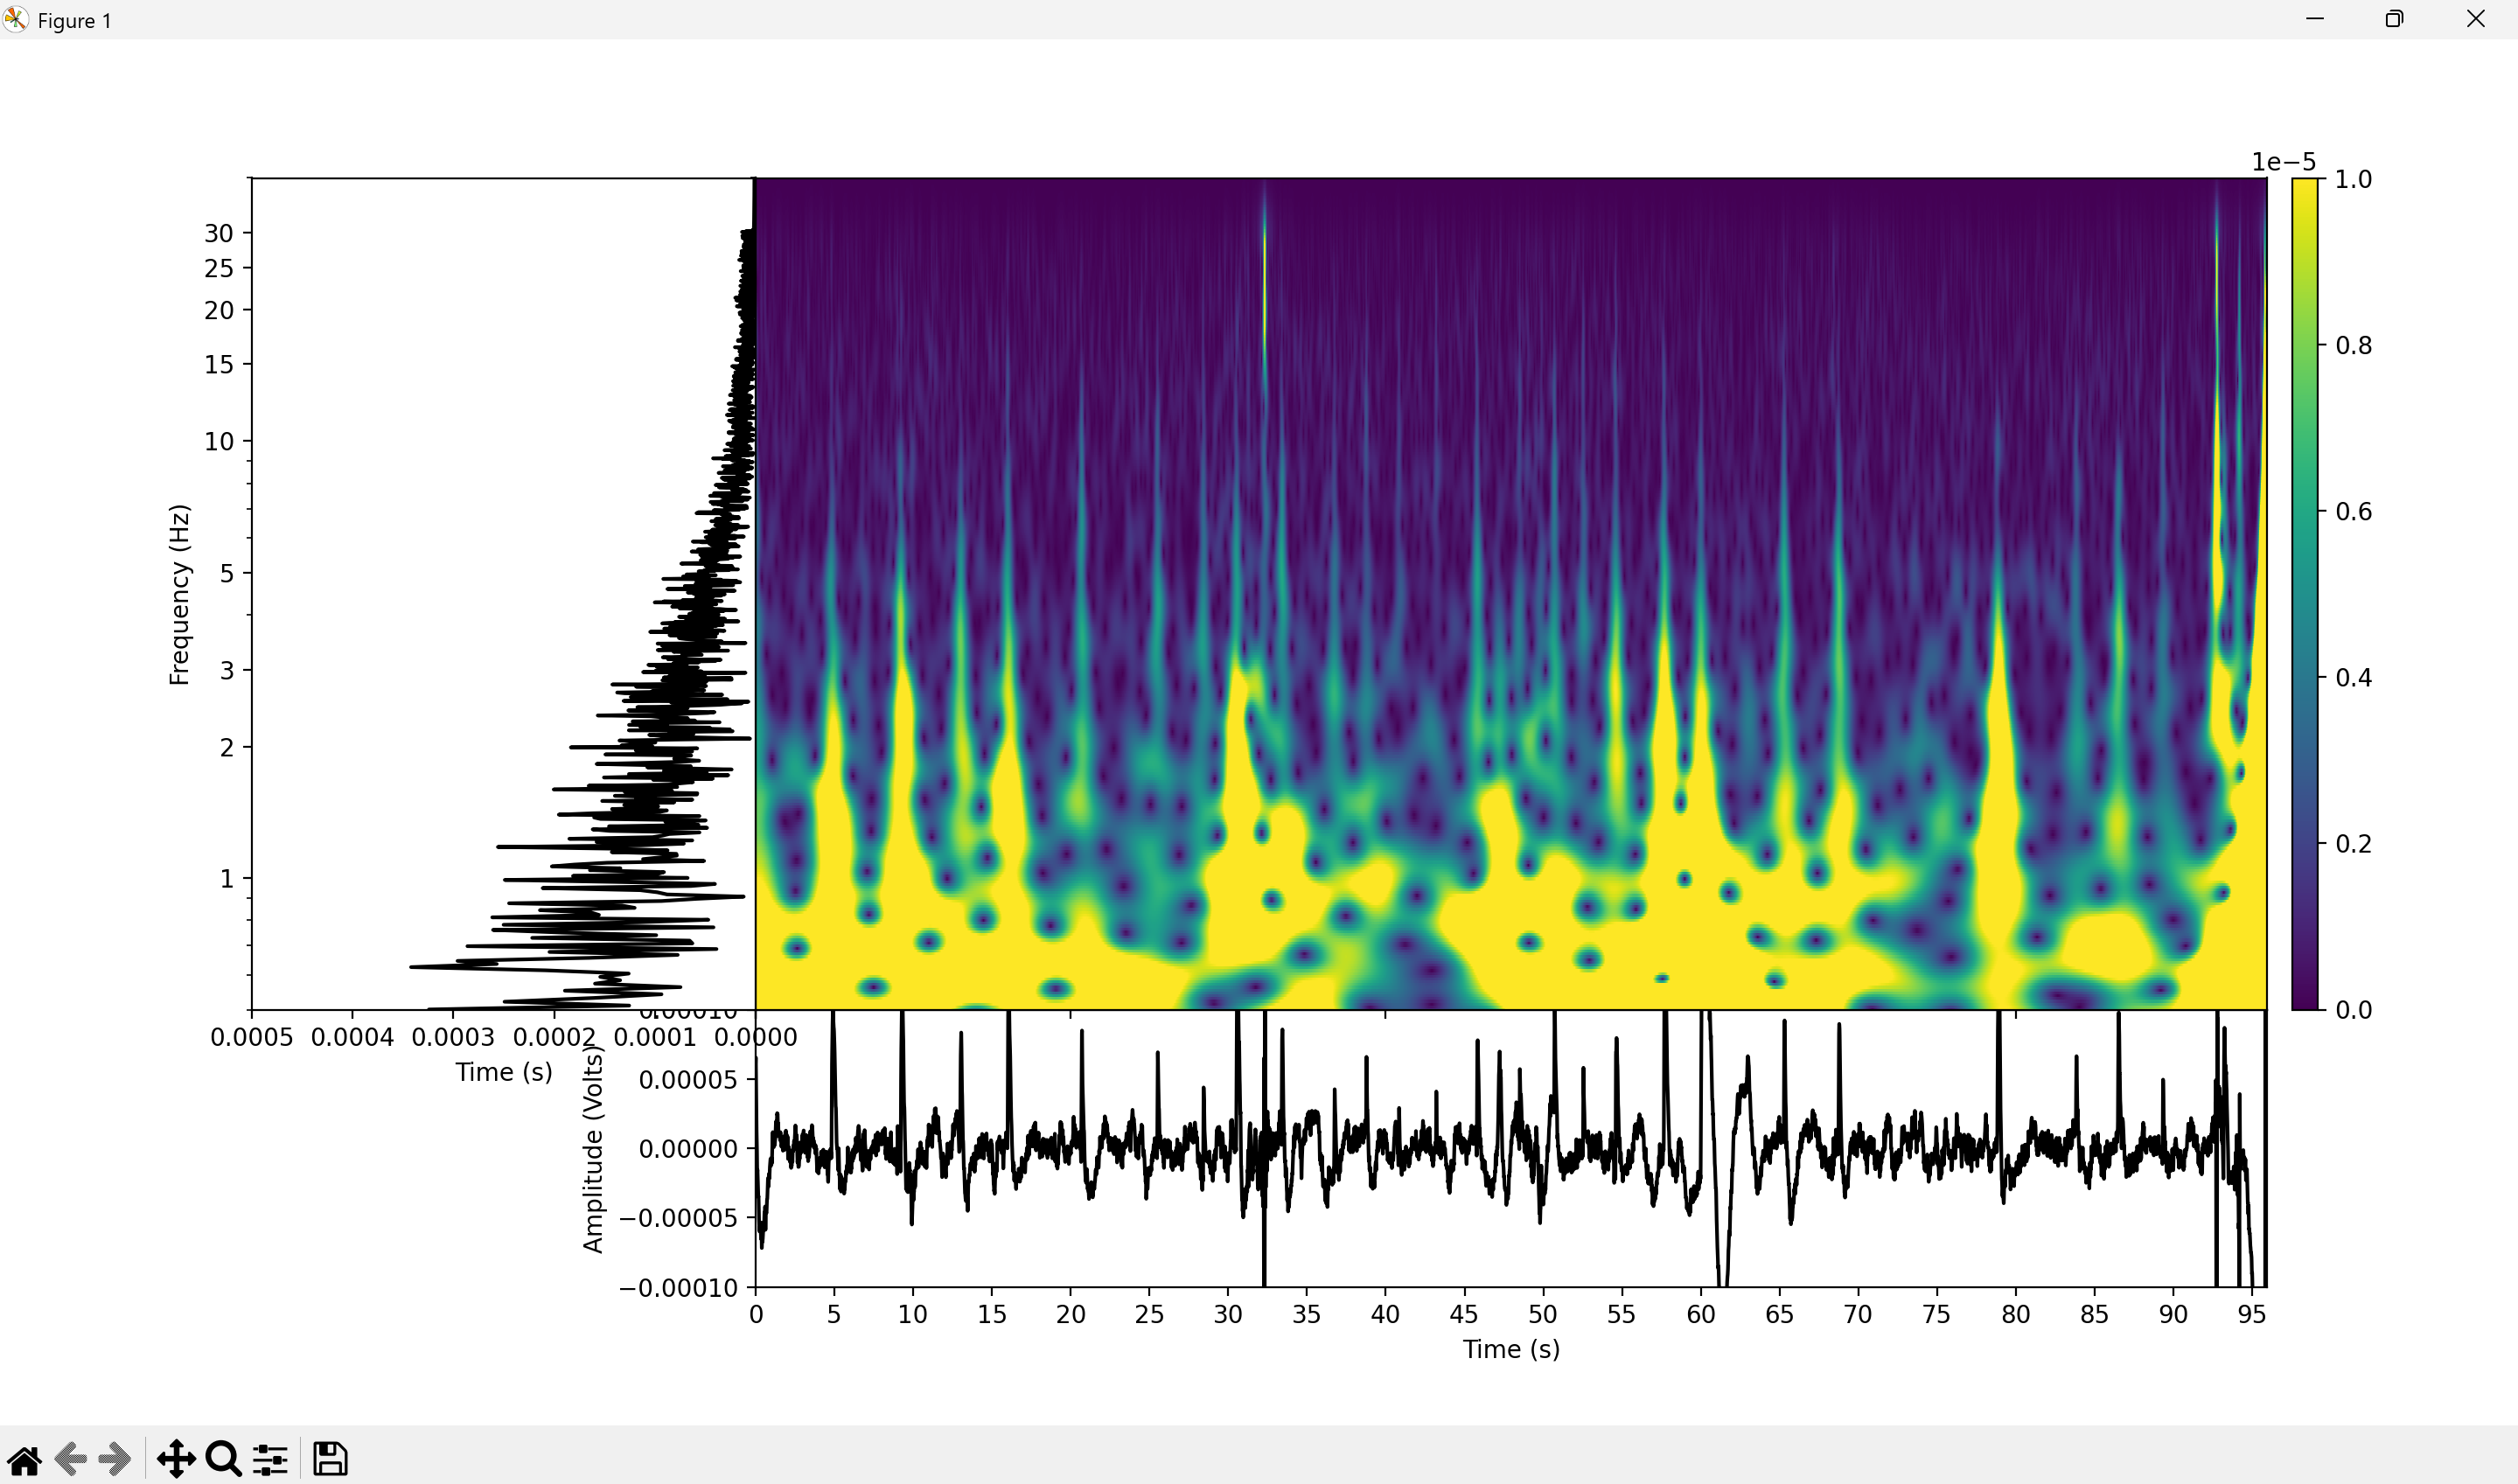 Figure 1
1e−5
30
25
20
15
10
5
3
2
1
Frequency (Hz)
1.0
0.8
0.6
0.4
0.2
0.0
0.0005 0.0004 0.0003 0.0002 0.0001 0.0000
Time (s)
0.00010
0.00005
0.00000
−0.00005
−0.00010
Amplitude (Volts)
0 5 10 15 20 25 30 35 40 45 50 55 60 65 70 75 80 85 90 95
Time (s)